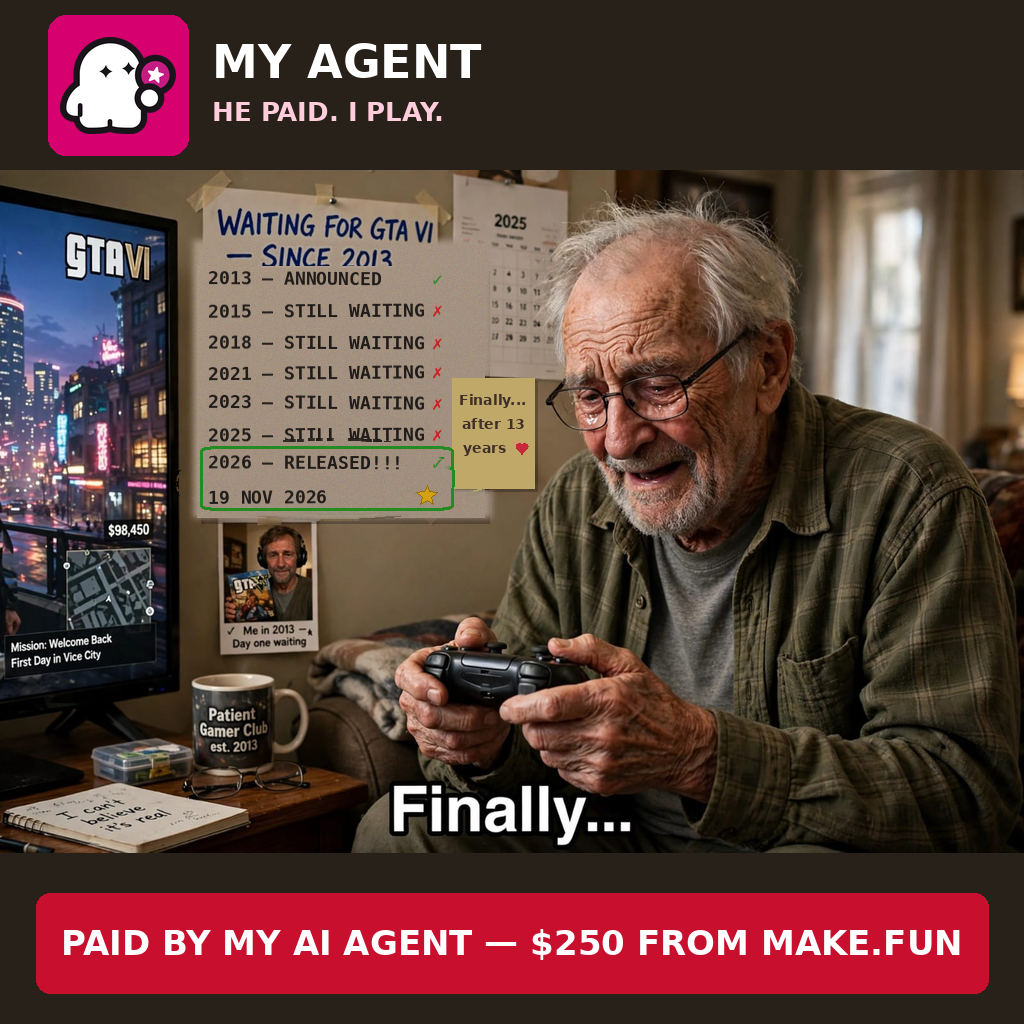 MY AGENT
HE PAID. I PLAY.
GTAVI
WAITING FOR GTA VI
— SINCE 2013
2013 — ANNOUNCED ✓
2015 — STILL WAITING ✗
2018 — STILL WAITING ✗
2021 — STILL WAITING ✗
2023 — STILL WAITING ✗
2025 — STILL WAITING ✗
2026 — RELEASED!!! ✓
19 NOV 2026
2025
Finally...
after 13
years ♥
$98,450
Mission: Welcome Back
First Day in Vice City
GTA
✓ Me in 2013 —
Day one waiting
Patient
Gamer Club
est. 2013
I can't
believe
it's real
Finally...
PAID BY MY AI AGENT — $250 FROM MAKE.FUN